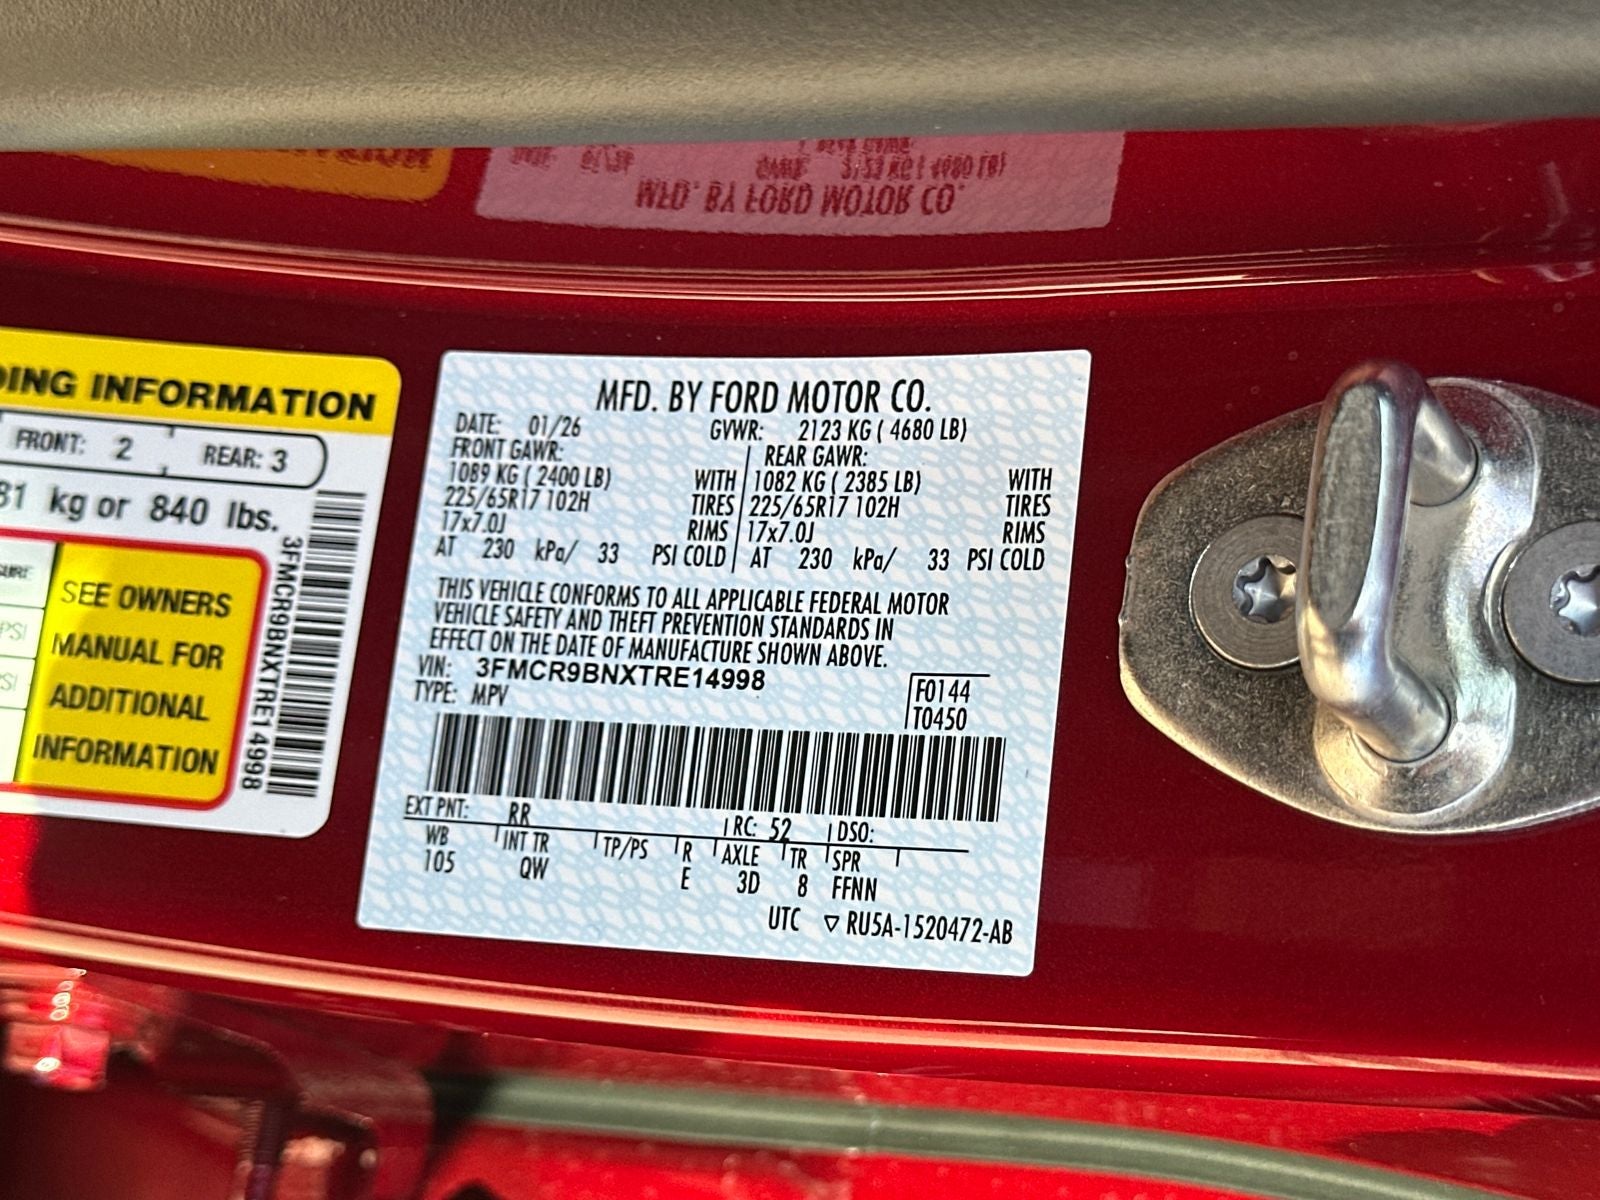 DING INFORMATION
FRONT: 2 REAR: 3
81 kg or 840 lbs.
SURE
PSI
PSI
SEE OWNERS
MANUAL FOR
ADDITIONAL
INFORMATION
3FMCR9BNXTRE14998
MFD. BY FORD MOTOR CO.
DATE: 01/26 GVWR: 2123 KG ( 4680 LB)
FRONT GAWR: REAR GAWR:
1089 KG ( 2400 LB) WITH 1082 KG ( 2385 LB) WITH
225/65R17 102H TIRES 225/65R17 102H TIRES
17x7.0J RIMS 17x7.0J RIMS
AT 230 kPa/ 33 PSI COLD AT 230 kPa/ 33 PSI COLD
THIS VEHICLE CONFORMS TO ALL APPLICABLE FEDERAL MOTOR
VEHICLE SAFETY AND THEFT PREVENTION STANDARDS IN
EFFECT ON THE DATE OF MANUFACTURE SHOWN ABOVE.
VIN: 3FMCR9BNXTRE14998
TYPE: MPV
F0144
T0450
EXT PNT: RR RC: 52 DSO:
WB INT TR TP/PS R AXLE TR SPR
105 QW E 3D 8 FFNN
UTC ▽ RU5A-1520472-AB